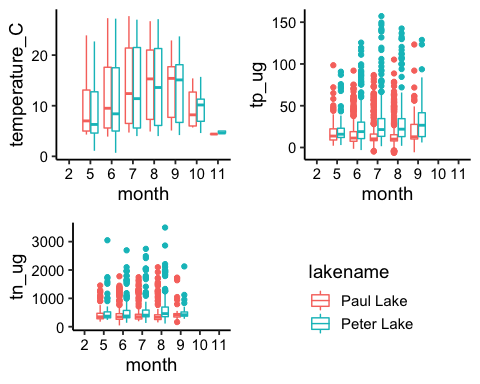 temperature_C
20
10
0
2 5 6 7 8 9 10 11
month
tp_ug
150
100
50
0
2 5 6 7 8 9 10 11
month
tn_ug
3000
2000
1000
0
2 5 6 7 8 9 10 11
month
lakename
Paul Lake
Peter Lake